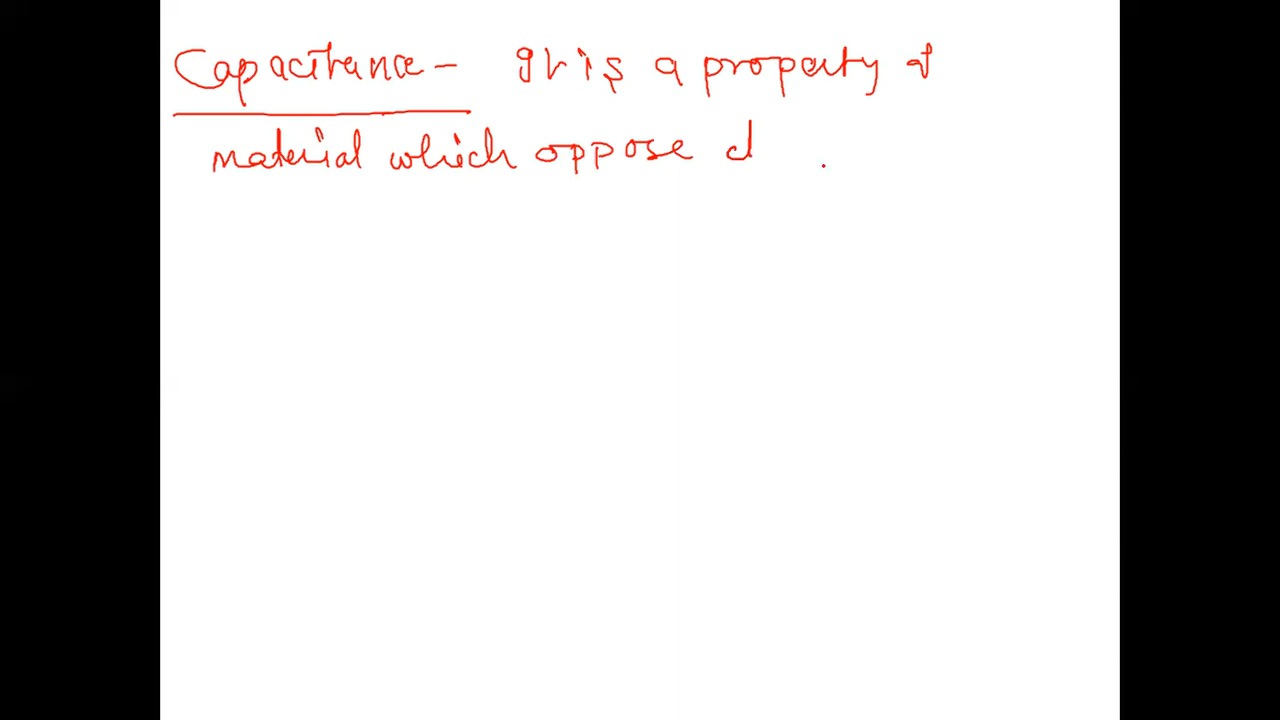 Capacitance - It is a property of
material which oppose d